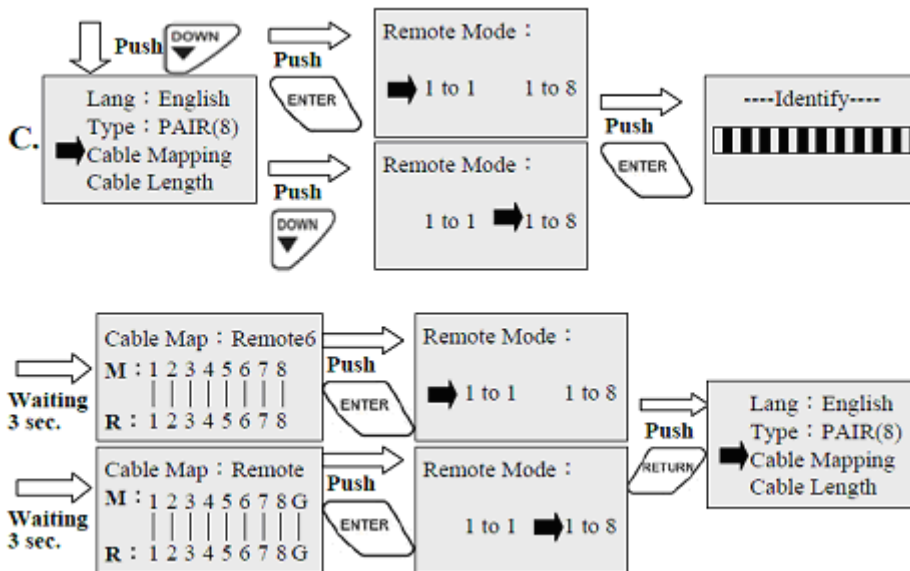 Push DOWN
C.
Lang：English
Type：PAIR(8)
Cable Mapping
Cable Length
Push
ENTER
Remote Mode：
1 to 1 1 to 8
Push
DOWN
Remote Mode：
1 to 1 1 to 8
Push
ENTER
----Identify----
Waiting
3 sec.
Cable Map：Remote6
M：1 2 3 4 5 6 7 8
R：1 2 3 4 5 6 7 8
Push
ENTER
Remote Mode：
1 to 1 1 to 8
Waiting
3 sec.
Cable Map：Remote
M：1 2 3 4 5 6 7 8 G
R：1 2 3 4 5 6 7 8 G
Push
ENTER
Remote Mode：
1 to 1 1 to 8
Push
RETURN
Lang：English
Type：PAIR(8)
Cable Mapping
Cable Length